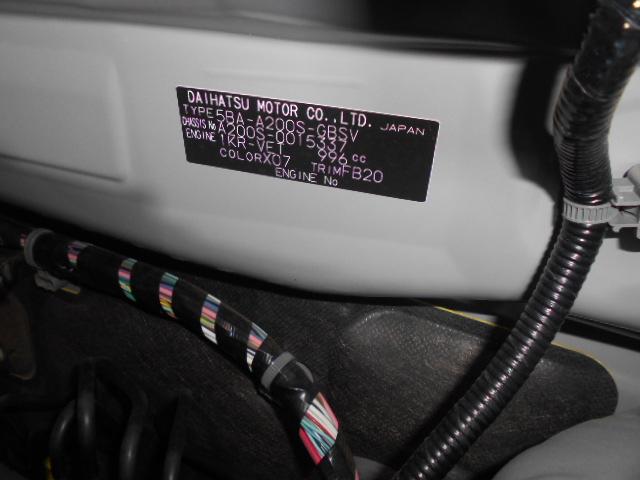 DAIHATSU MOTOR CO.,LTD. JAPAN
TYPE 5BA-A200S-GBSV
CHASSIS No A200S-0015337
ENGINE 1KR-VET 996 cc
COLOR X07 TRIM FB20
ENGINE No